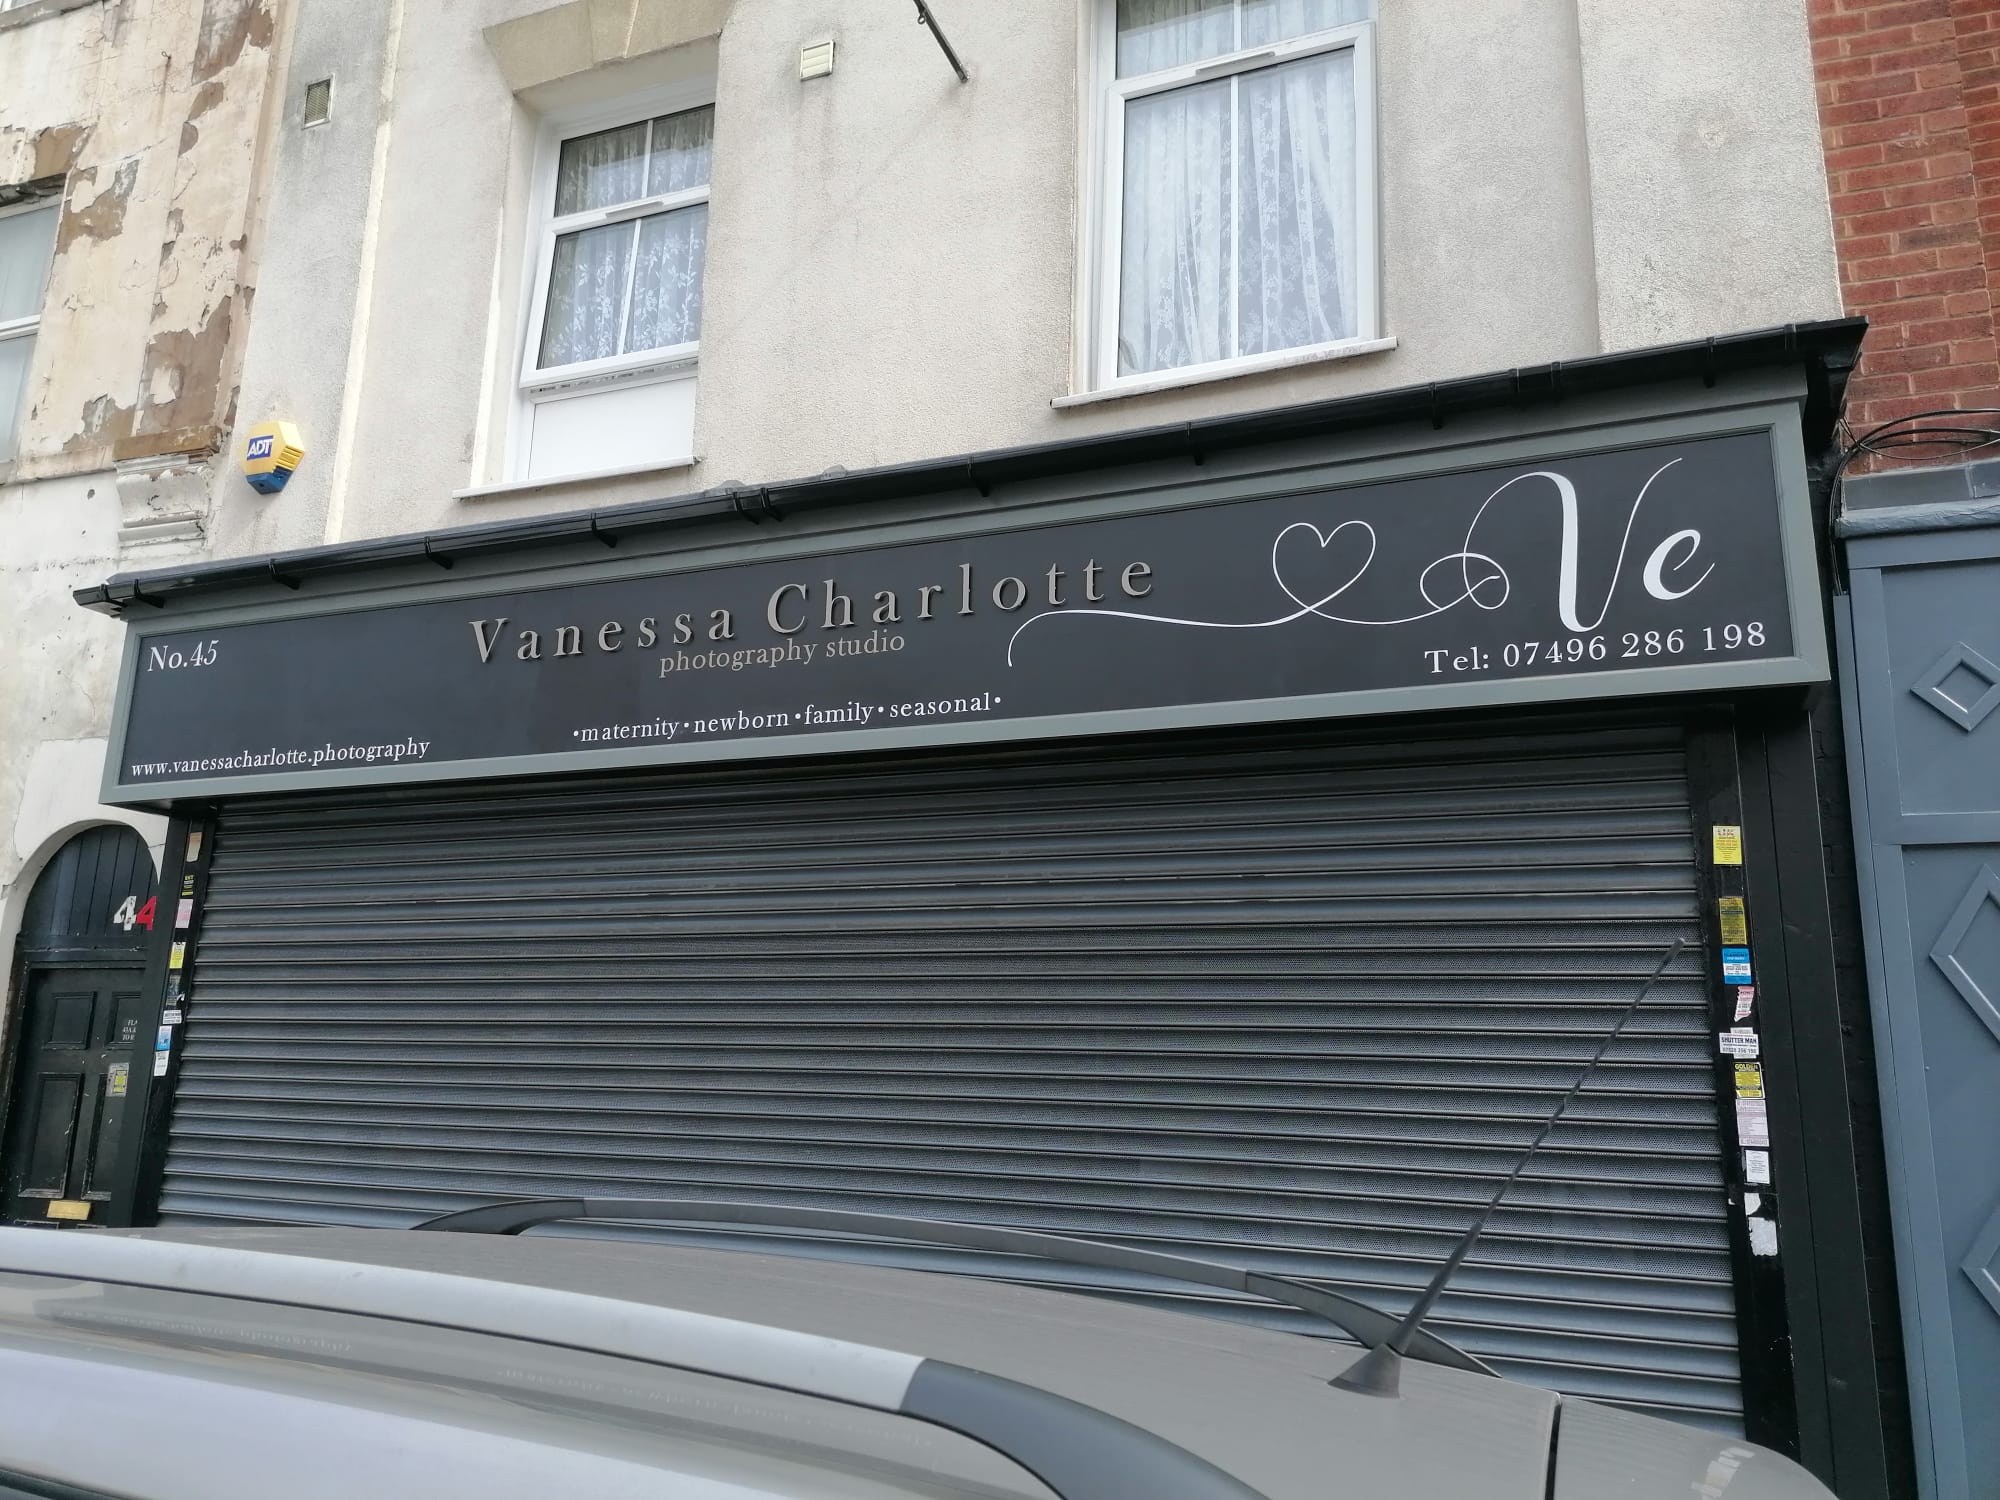 ADT
No.45
Vanessa Charlotte
photography studio
Ve
Tel: 07496 286 198
•maternity•newborn•family•seasonal•
www.vanessacharlotte.photography
44
SHUTTER MAN